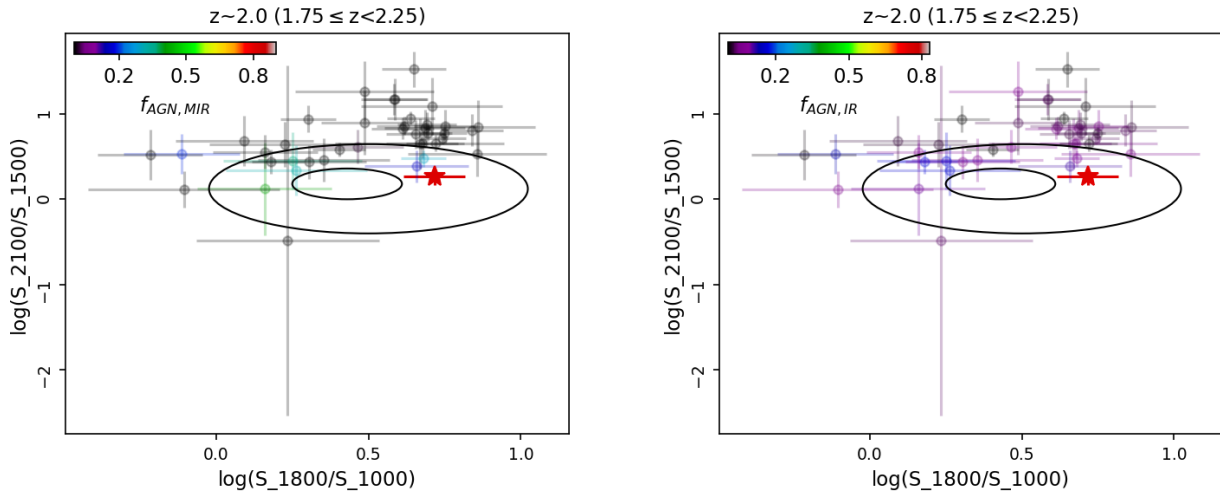 z~2.0 (1.75 ≤ z<2.25)
0.2 0.5 0.8
f_AGN,MIR
1
0
−1
−2
log(S_2100/S_1500)
0.0 0.5 1.0
log(S_1800/S_1000)
z~2.0 (1.75 ≤ z<2.25)
0.2 0.5 0.8
f_AGN,IR
1
0
−1
−2
log(S_2100/S_1500)
0.0 0.5 1.0
log(S_1800/S_1000)